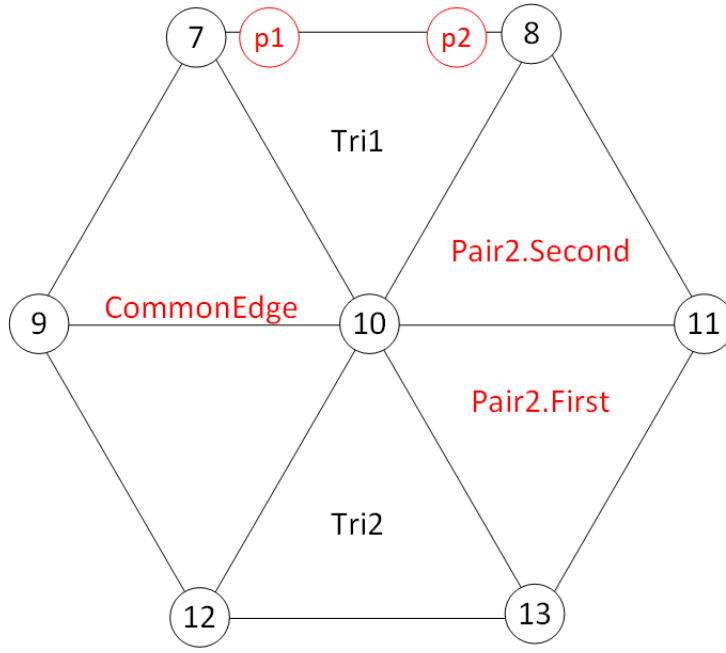 7 p1 p2 8
Tri1
Pair2.Second
CommonEdge
9 10 11
Pair2.First
Tri2
12 13